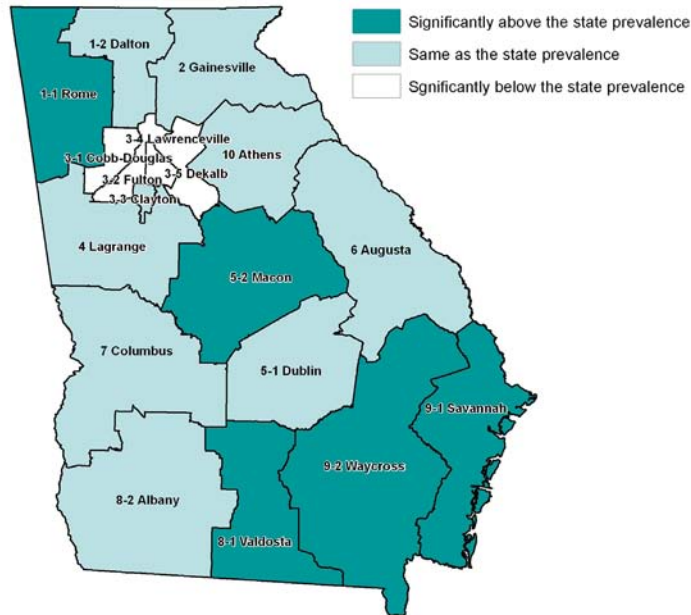 Significantly above the state prevalence
Same as the state prevalence
Sgnificantly below the state prevalence
1-2 Dalton
2 Gainesville
1-1 Rome
3-4 Lawrenceville
3-1 Cobb-Douglas
10 Athens
3-5 Dekalb
3-2 Fulton
3-3 Clayton
4 Lagrange
6 Augusta
5-2 Macon
7 Columbus
5-1 Dublin
9-1 Savannah
9-2 Waycross
8-2 Albany
8-1 Valdosta